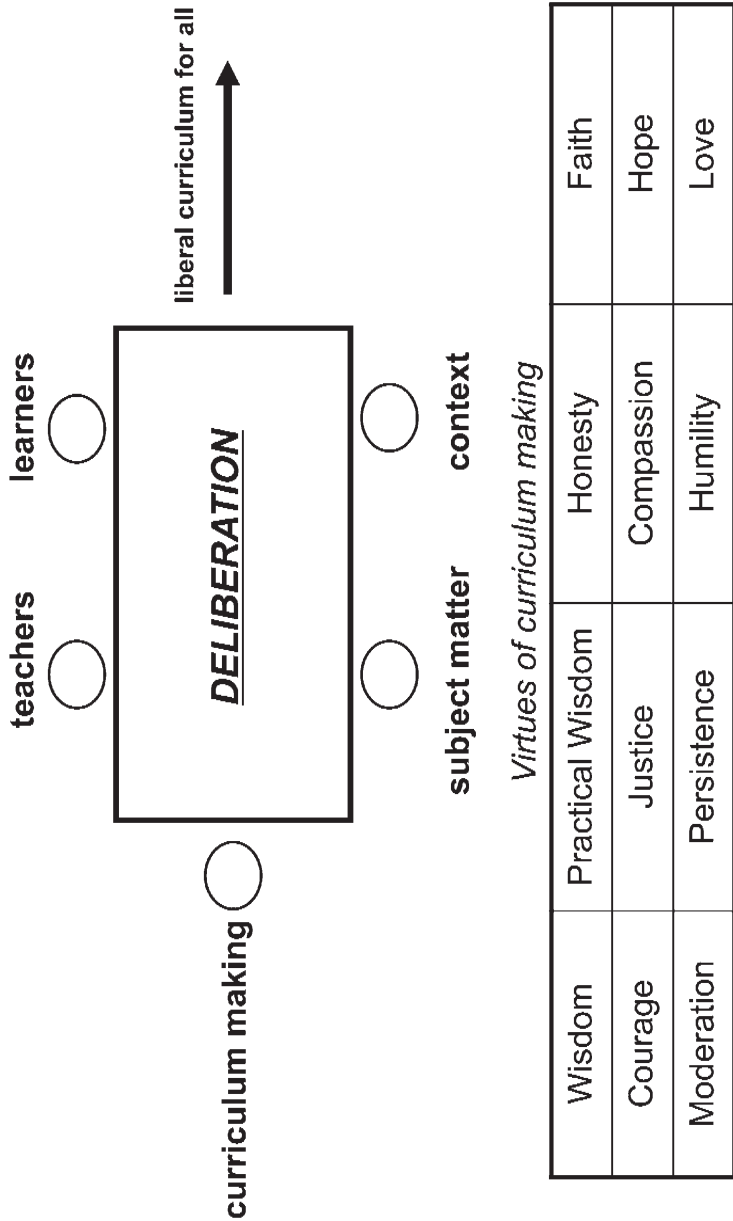 teachers
learners
liberal curriculum for all
curriculum making
DELIBERATION
subject matter
context
Virtues of curriculum making
Wisdom Practical Wisdom Honesty Faith
Courage Justice Compassion Hope
Moderation Persistence Humility Love